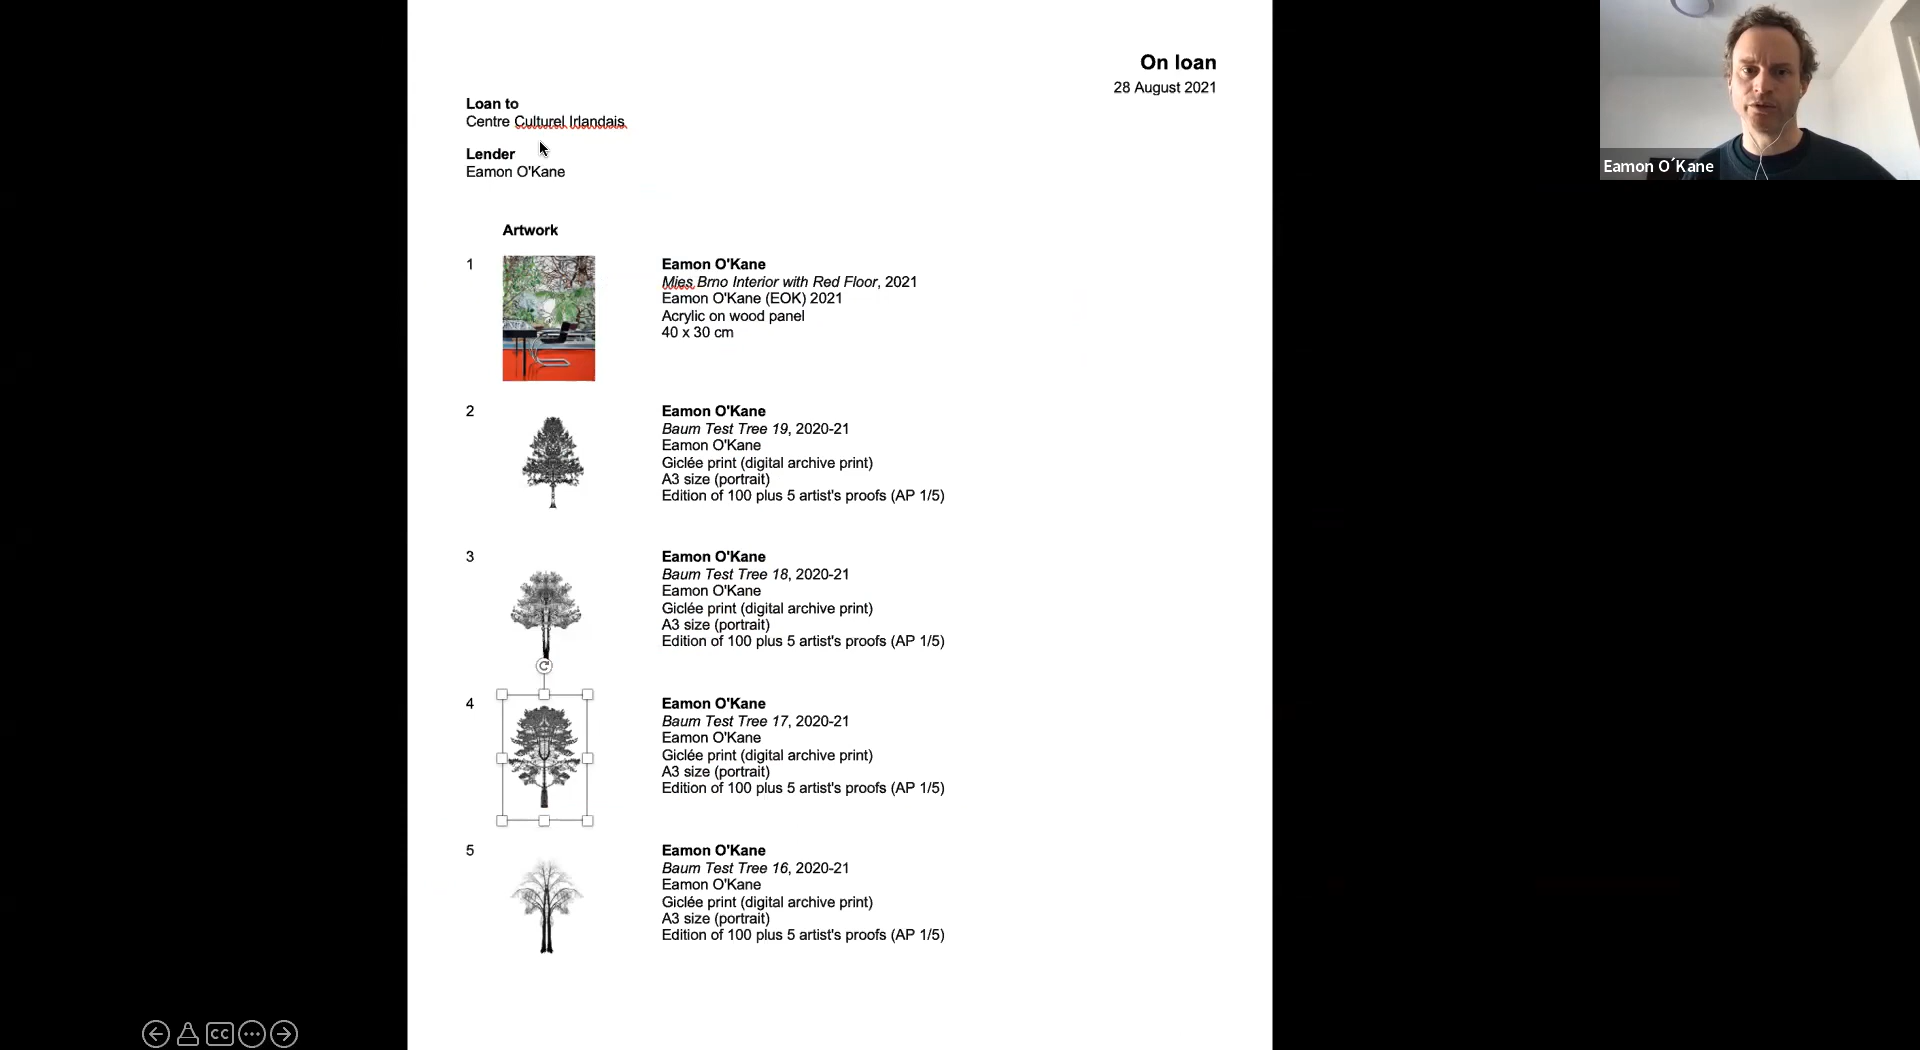 On loan
28 August 2021
Loan to
Centre Culturel Irlandais
Lender
Eamon O'Kane
Artwork
1
Eamon O'Kane
Mies Brno Interior with Red Floor, 2021
Eamon O'Kane (EOK) 2021
Acrylic on wood panel
40 x 30 cm
2
Eamon O'Kane
Baum Test Tree 19, 2020-21
Eamon O'Kane
Giclée print (digital archive print)
A3 size (portrait)
Edition of 100 plus 5 artist's proofs (AP 1/5)
3
Eamon O'Kane
Baum Test Tree 18, 2020-21
Eamon O'Kane
Giclée print (digital archive print)
A3 size (portrait)
Edition of 100 plus 5 artist's proofs (AP 1/5)
4
Eamon O'Kane
Baum Test Tree 17, 2020-21
Eamon O'Kane
Giclée print (digital archive print)
A3 size (portrait)
Edition of 100 plus 5 artist's proofs (AP 1/5)
5
Eamon O'Kane
Baum Test Tree 16, 2020-21
Eamon O'Kane
Giclée print (digital archive print)
A3 size (portrait)
Edition of 100 plus 5 artist's proofs (AP 1/5)
Eamon O´Kane
CC